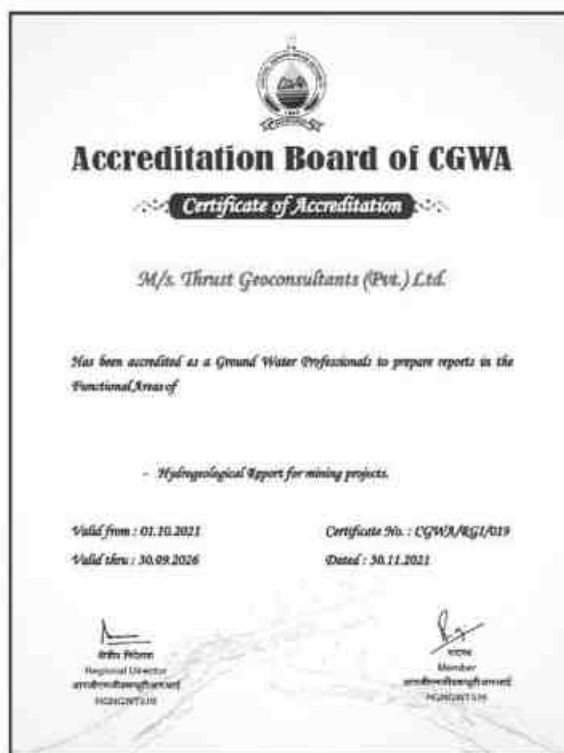 Accreditation Board of CGWA
Certificate of Accreditation
M/s. Thrust Geoconsultants (Pvt.) Ltd.
Has been accredited as a Ground Water Professionals to prepare reports in the
Functional Areas of
- Hydrogeological Report for mining projects.
Valid from : 01.10.2021
Certificate No. : CGWA/RGI/019
Valid thru : 30.09.2026
Dated : 30.11.2021
क्षेत्रीय निदेशक
Regional Director
सदस्य
Member